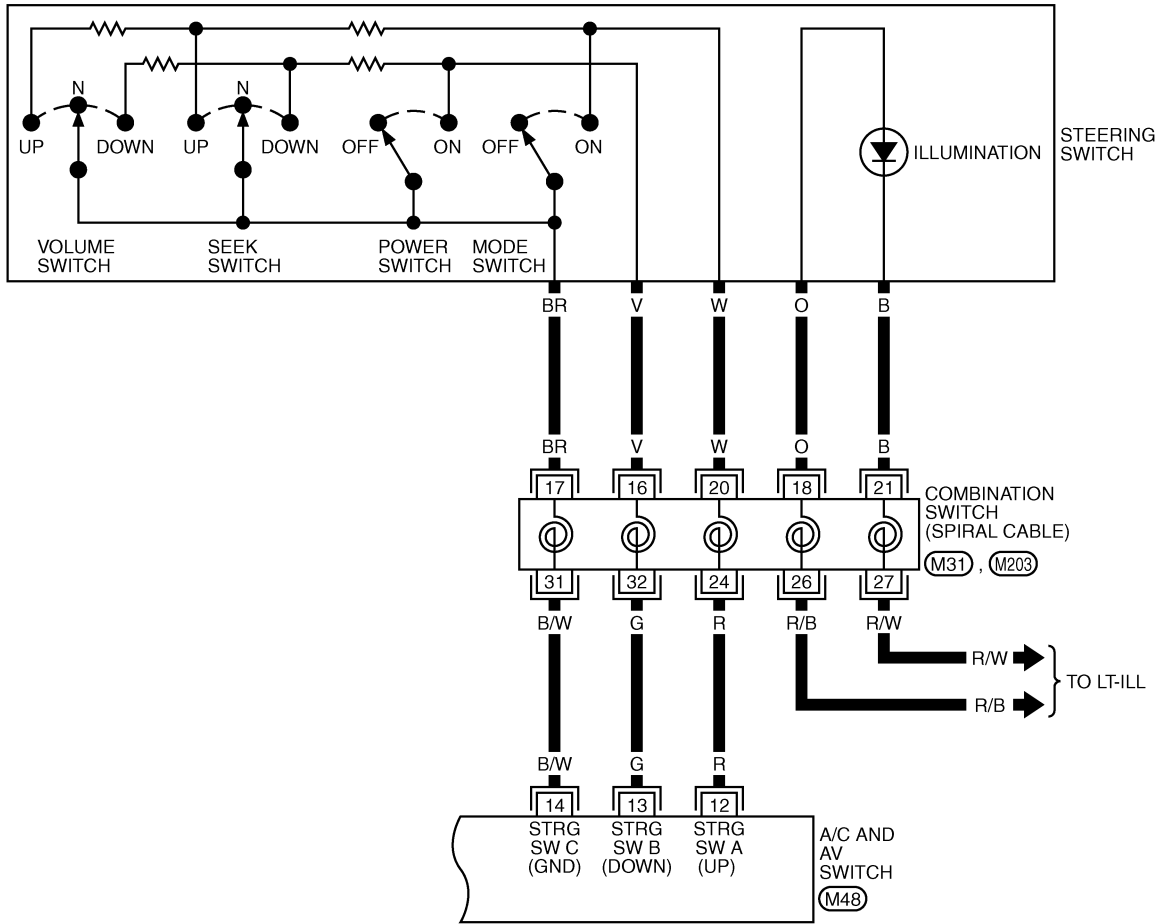 N N
UP DOWN UP DOWN OFF ON OFF ON
ILLUMINATION
STEERING
SWITCH
VOLUME
SWITCH
SEEK
SWITCH
POWER
SWITCH
MODE
SWITCH
BR V W O B
BR V W O B
17 16 20 18 21
COMBINATION
SWITCH
(SPIRAL CABLE)
M31 , M203
31 32 24 26 27
B/W G R R/B R/W
R/W
TO LT-ILL
R/B
B/W G R
14 13 12
STRG
SW C
(GND)
STRG
SW B
(DOWN)
STRG
SW A
(UP)
A/C AND
AV
SWITCH
M48